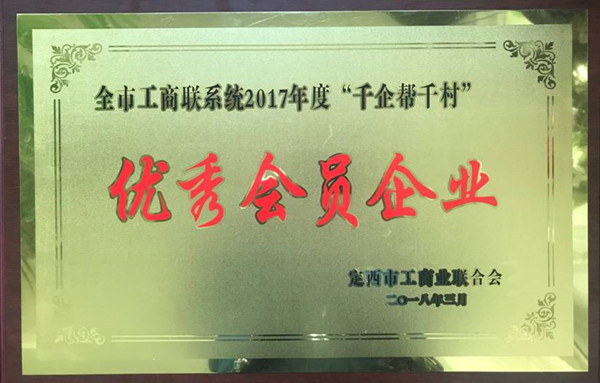 全市工商联系统2017年度“千企帮千村”
优秀会员企业
定西市工商业联合会
二〇一八年三月